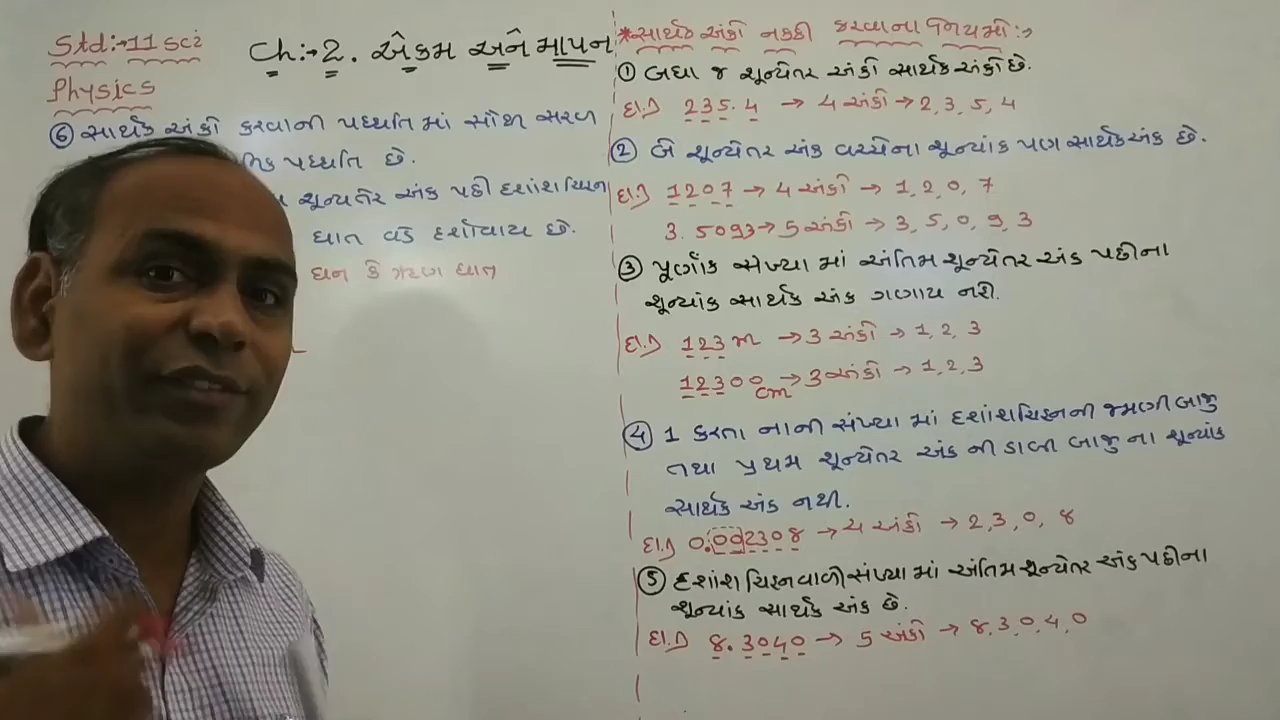 Std:-11 sci
Physics
Ch:-2. એકમ અને માપન
⑥ સાર્થક અંકો કરવાની પધ્ધતિ માં સૌથી સરળ
પધ્ધતિ છે.
શૂન્યેતર અંક પછી દશાંશચિહ્ન
ઘાત વડે દર્શાવાય છે.
ધન કે ઋણ ઘાત
*સાર્થક અંકો નક્કી કરવાના નિયમો:→
① બધા જ શૂન્યેતર અંકો સાર્થક અંકો છે.
દા.ત 235.4 → 4 અંકો → 2, 3, 5, 4
② બે શૂન્યેતર અંક વચ્ચેના શૂન્યાંક પણ સાર્થક અંક છે.
દા.ત 1207 → 4 અંકો → 1, 2, 0, 7
3.5093 → 5 અંકો → 3, 5, 0, 9, 3
③ પૂર્ણાંક સંખ્યા માં અંતિમ શૂન્યેતર અંક પછીના
શૂન્યાંક સાર્થક અંક ગણાય નહી.
દા.ત 123 m → 3 અંકો → 1, 2, 3
12300 cm → 3 અંકો → 1, 2, 3
④ 1 કરતા નાની સંખ્યા માં દશાંશચિહ્નની જમણી બાજુ
તથા પ્રથમ શૂન્યેતર અંક ની ડાબી બાજુ ના શૂન્યાંક
સાર્થક અંક નથી.
દા.ત 0.002308 → 4 અંકો → 2, 3, 0, 8
⑤ દશાંશ ચિહ્નવાળી સંખ્યા માં અંતિમ શૂન્યેતર અંક પછીના
શૂન્યાંક સાર્થક અંક છે.
દા.ત 8.3040 → 5 અંકો → 8, 3, 0, 4, 0